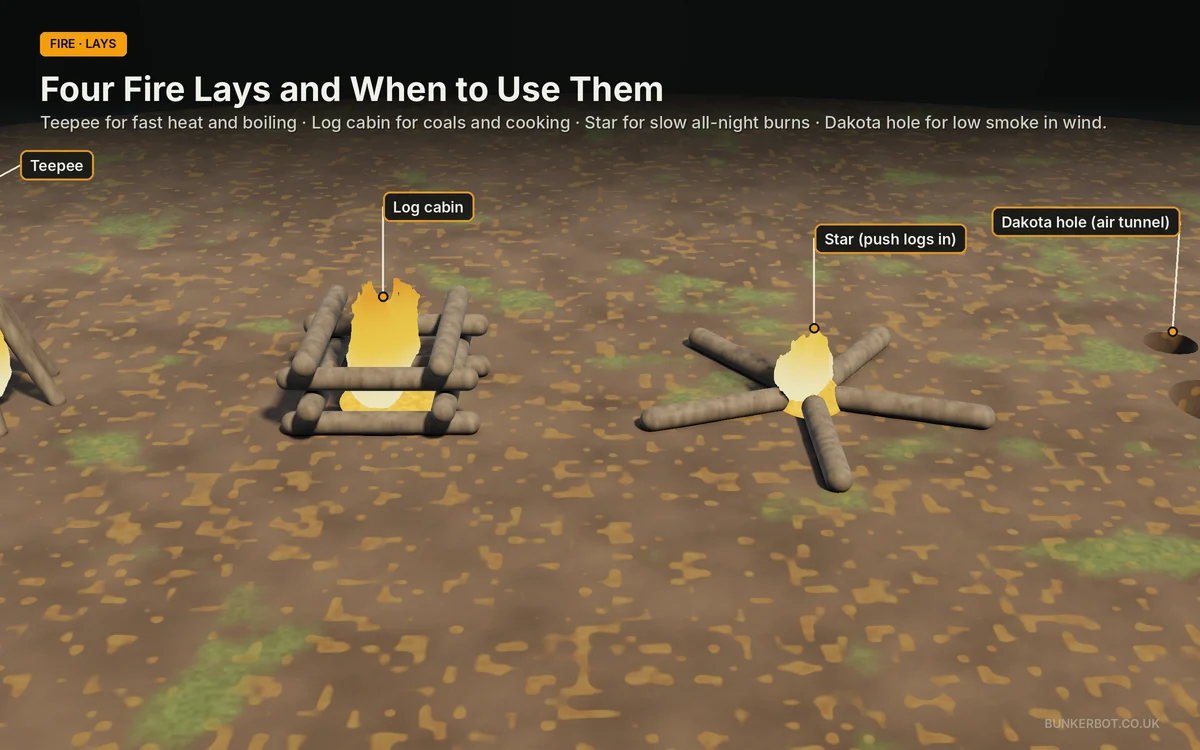 FIRE · LAYS
Four Fire Lays and When to Use Them
Teepee for fast heat and boiling · Log cabin for coals and cooking · Star for slow all-night burns · Dakota hole for low smoke in wind.
Teepee
Log cabin
Star (push logs in)
Dakota hole (air tunnel)
BUNKERBOT.CO.UK